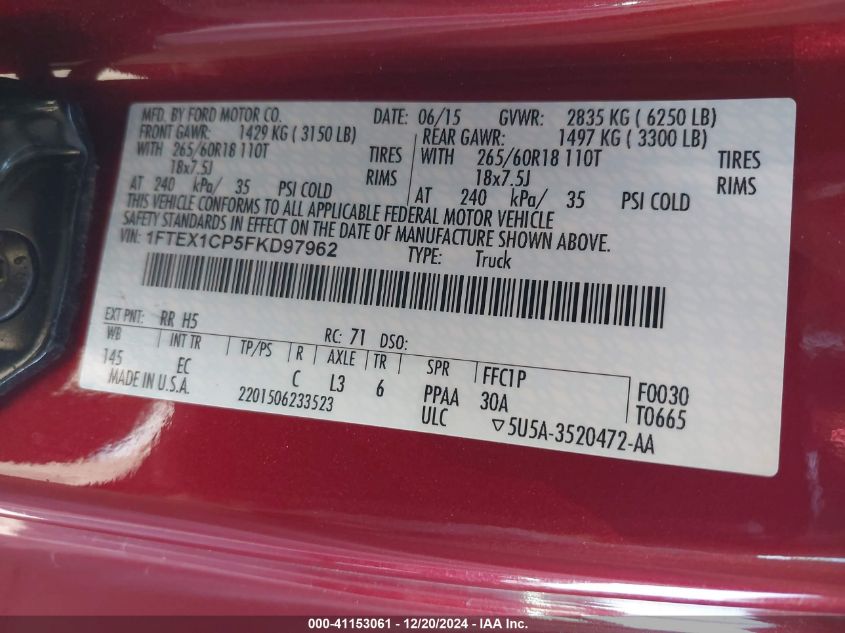 MFD. BY FORD MOTOR CO. DATE: 06/15 GVWR: 2835 KG ( 6250 LB)
FRONT GAWR: 1429 KG ( 3150 LB) REAR GAWR: 1497 KG ( 3300 LB)
WITH 265/60R18 110T TIRES WITH 265/60R18 110T TIRES
18x7.5J RIMS 18x7.5J RIMS
AT 240 kPa/ 35 PSI COLD AT 240 kPa/ 35 PSI COLD
THIS VEHICLE CONFORMS TO ALL APPLICABLE FEDERAL MOTOR VEHICLE
SAFETY STANDARDS IN EFFECT ON THE DATE OF MANUFACTURE SHOWN ABOVE.
VIN: 1FTEX1CP5FKD97962 TYPE: Truck
EXT PNT: RR H5 RC: 71 DSO:
WB INT TR TP/PS R AXLE TR SPR FFC1P F0030
145 EC C L3 6 PPAA 30A T0665
MADE IN U.S.A. 2201506233523 ULC ▽5U5A-3520472-AA
000-41153061 - 12/20/2024 - IAA Inc.